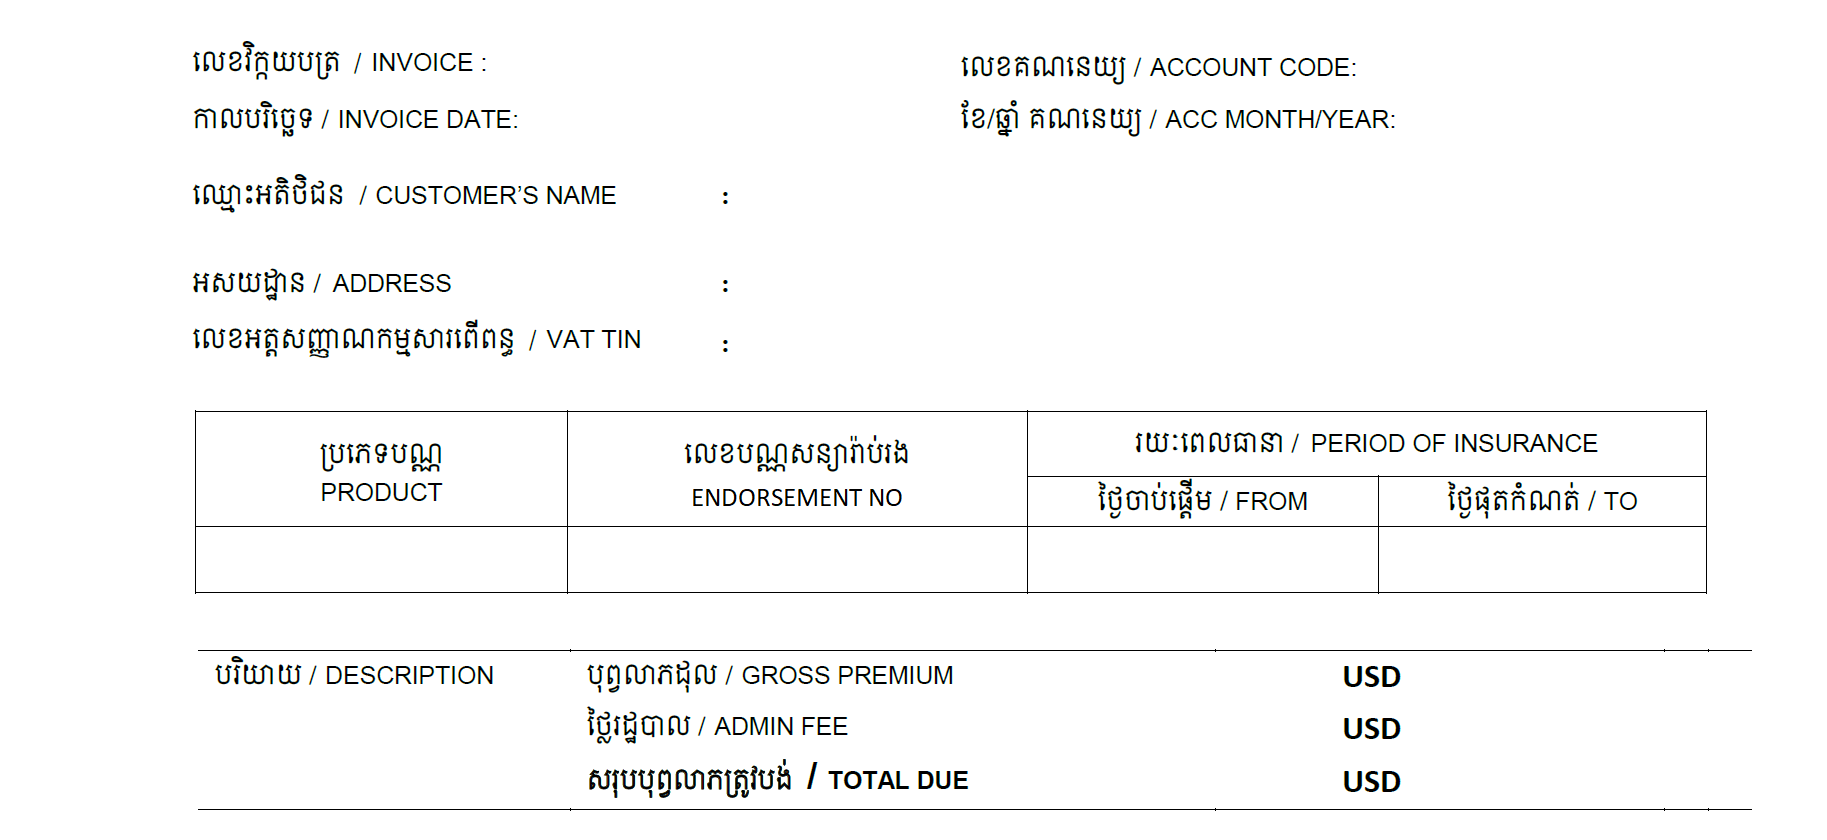 លេខវិក្កយបត្រ / INVOICE :
លេខគណនេយ្យ / ACCOUNT CODE:
កាលបរិច្ឆេទ / INVOICE DATE:
ខែ/ឆ្នាំ គណនេយ្យ / ACC MONTH/YEAR:
ឈ្មោះអតិថិជន / CUSTOMER’S NAME :
អសយដ្ឋាន / ADDRESS :
លេខអត្តសញ្ញាណកម្មសារពើពន្ធ / VAT TIN :
ប្រភេទបណ្ណ
PRODUCT
លេខបណ្ណសន្យារ៉ាប់រង
ENDORSEMENT NO
រយៈពេលធានា / PERIOD OF INSURANCE
ថ្ងៃចាប់ផ្តើម / FROM
ថ្ងៃផុតកំណត់ / TO
បរិយាយ / DESCRIPTION
បុព្វលាភដុល / GROSS PREMIUM USD
ថ្លៃរដ្ឋបាល / ADMIN FEE USD
សរុបបុព្វលាភត្រូវបង់ / TOTAL DUE USD